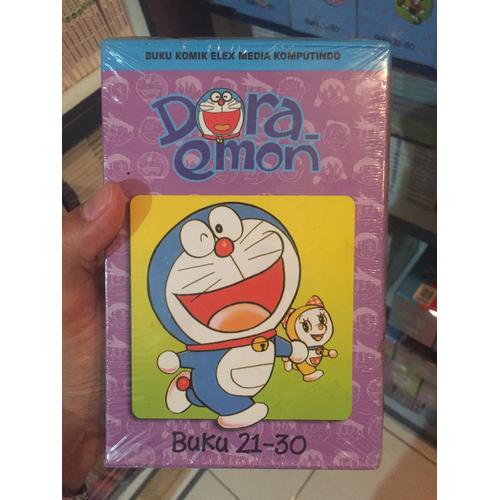 BUKU KOMIK ELEX MEDIA KOMPUTINDO
Dora
emon
Buku 21-30